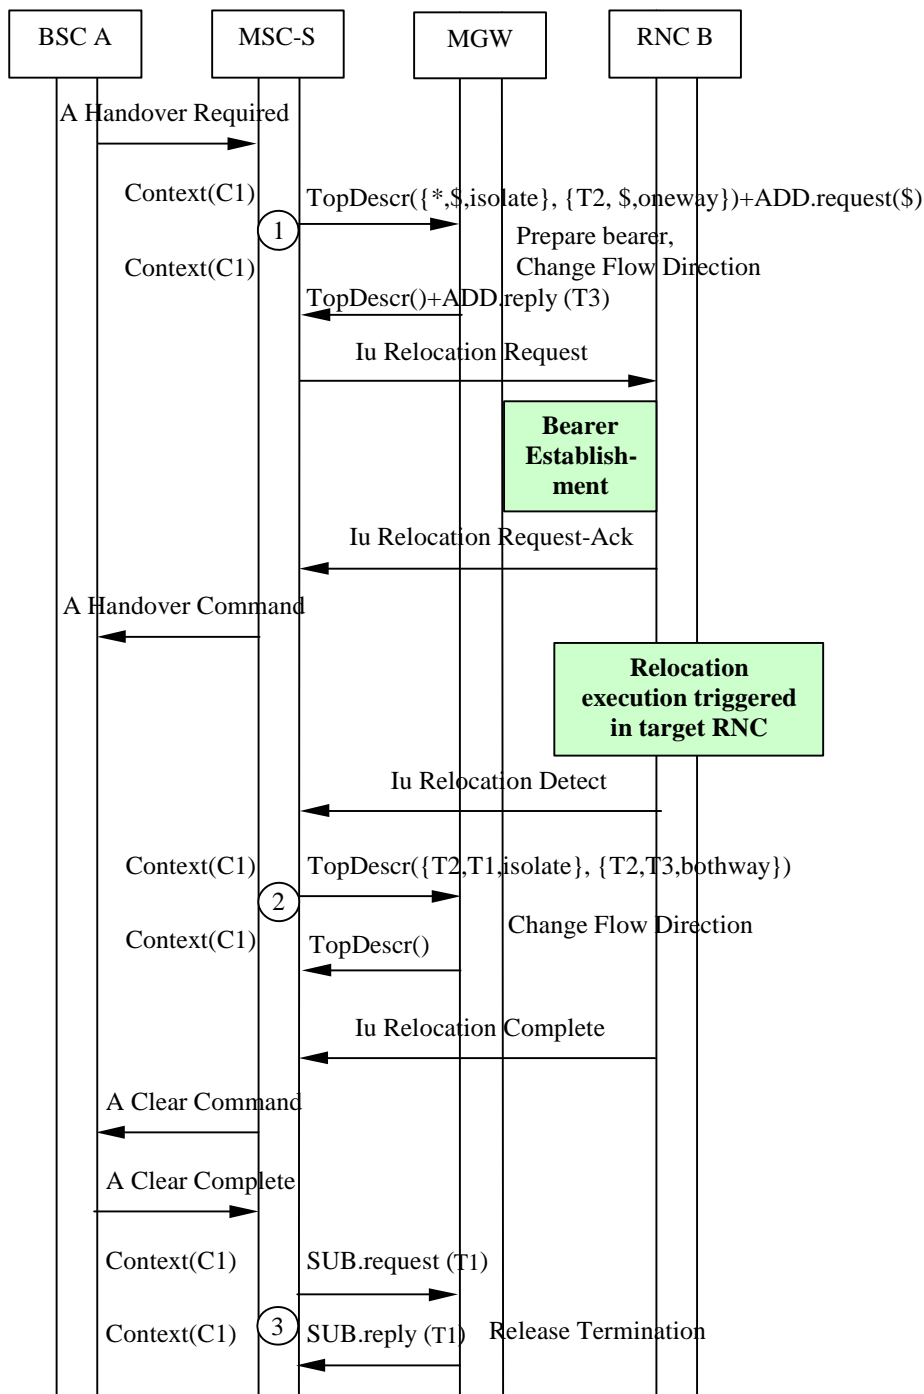 BSC A
MSC-S
MGW
RNC B
A Handover Required
Context(C1)
TopDescr({*,$,isolate}, {T2, $,oneway})+ADD.request($)
1
Prepare bearer,
Change Flow Direction
Context(C1)
TopDescr()+ADD.reply (T3)
Iu Relocation Request
Bearer
Establish-
ment
Iu Relocation Request-Ack
A Handover Command
Relocation
execution triggered
in target RNC
Iu Relocation Detect
Context(C1)
TopDescr({T2,T1,isolate}, {T2,T3,bothway})
2
Change Flow Direction
Context(C1)
TopDescr()
Iu Relocation Complete
A Clear Command
A Clear Complete
Context(C1)
SUB.request (T1)
3
Context(C1)
SUB.reply (T1)
Release Termination